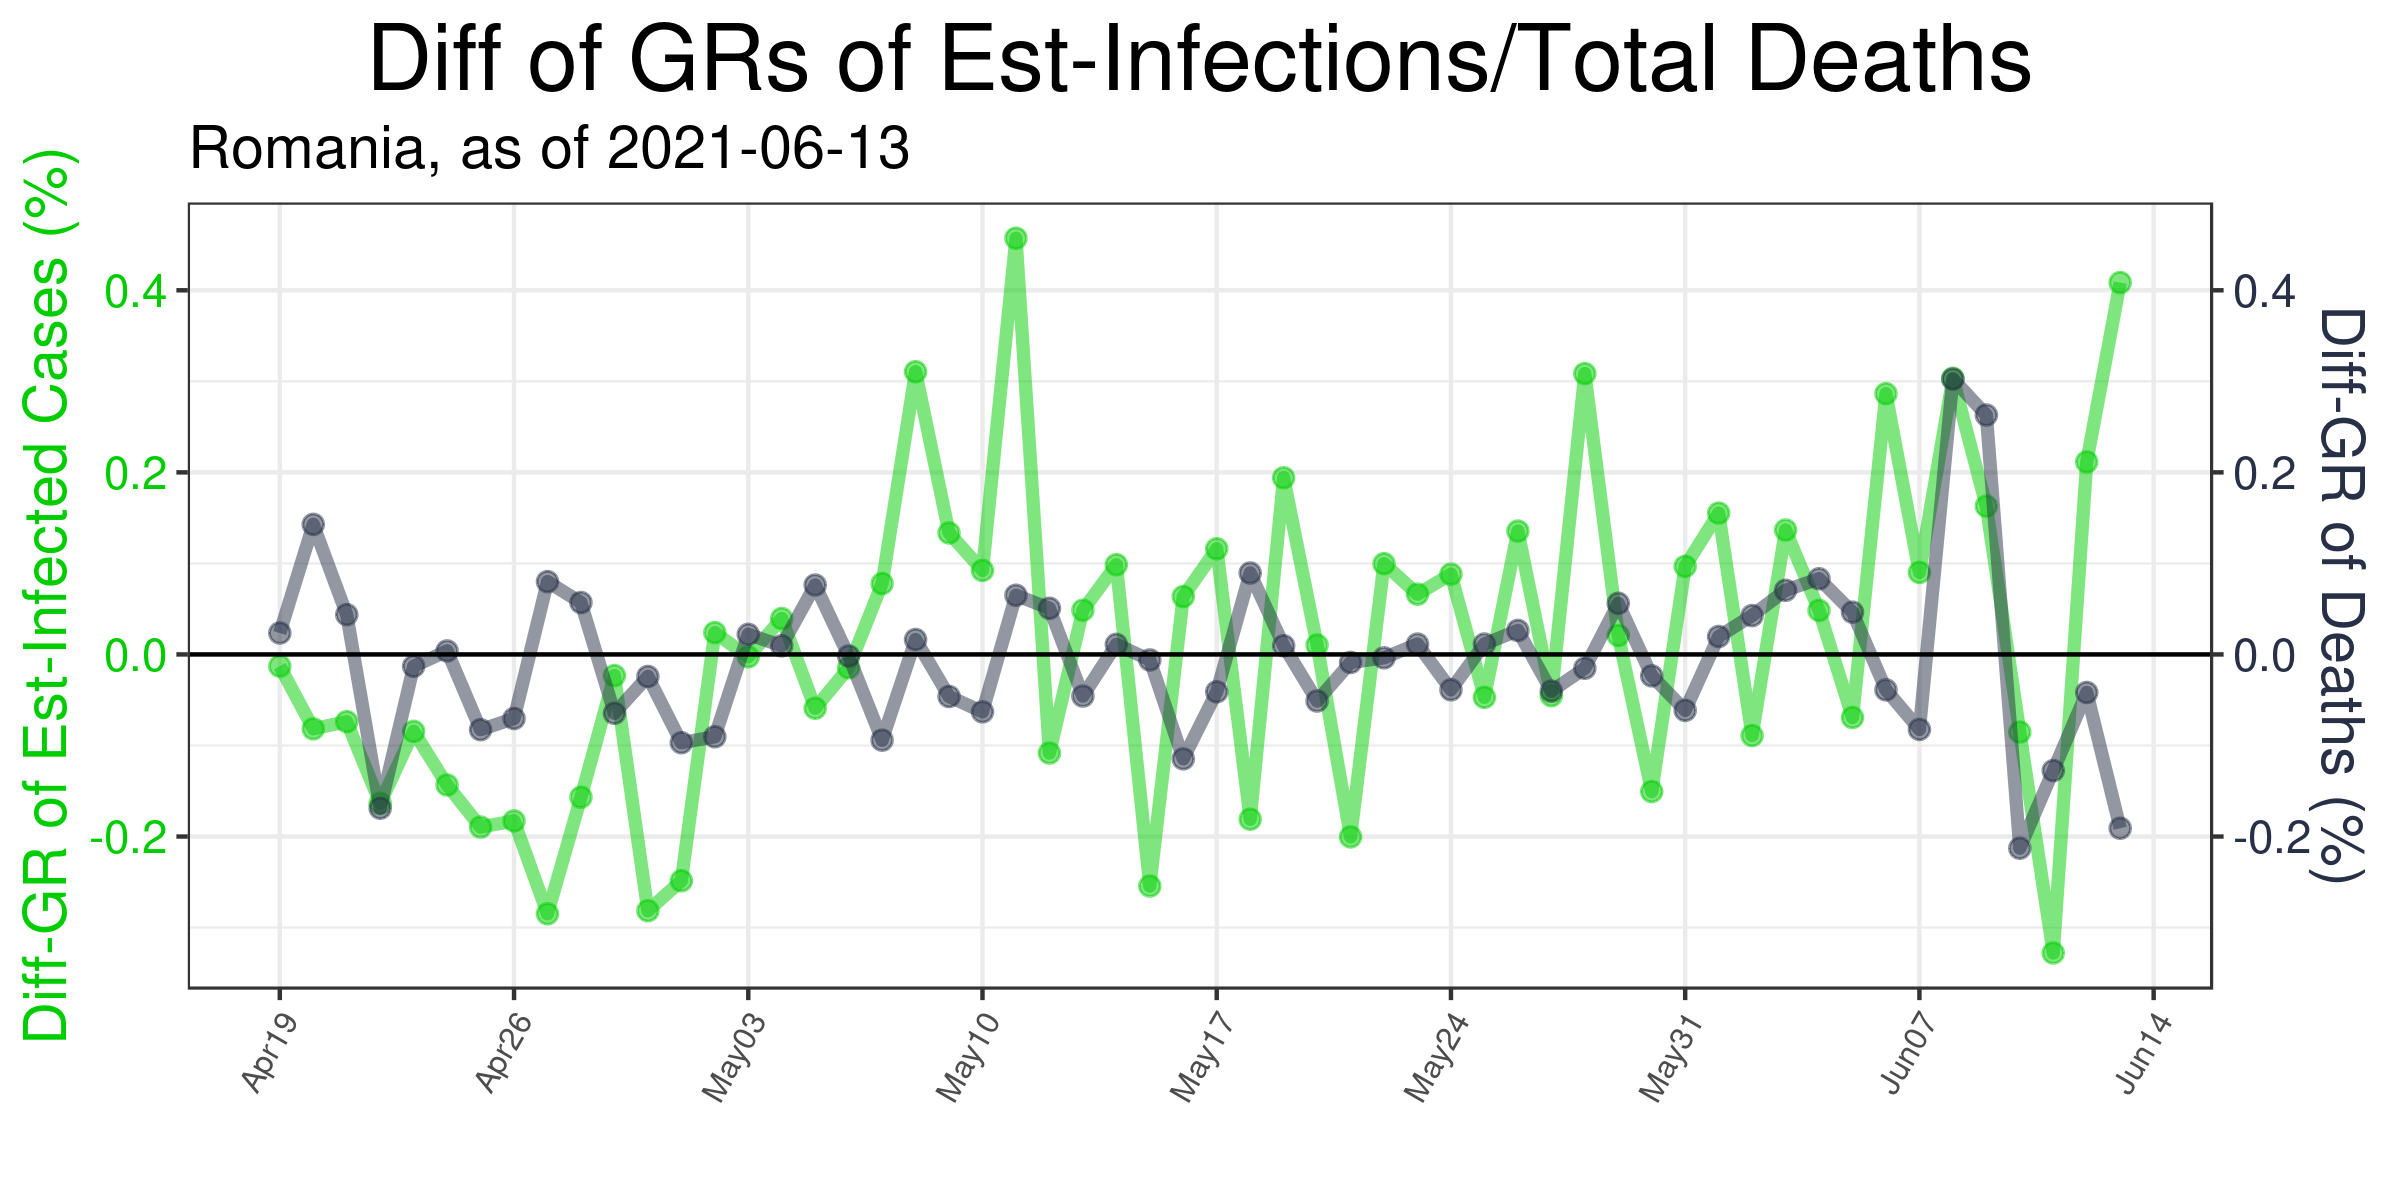 Diff of GRs of Est-Infections/Total Deaths
Romania, as of 2021-06-13
Diff-GR of Est-Infected Cases (%)
0.4
0.2
0.0
-0.2
0.4
0.2
0.0
-0.2
Diff-GR of Deaths (%)
Apr19
Apr26
May03
May10
May17
May24
May31
Jun07
Jun14